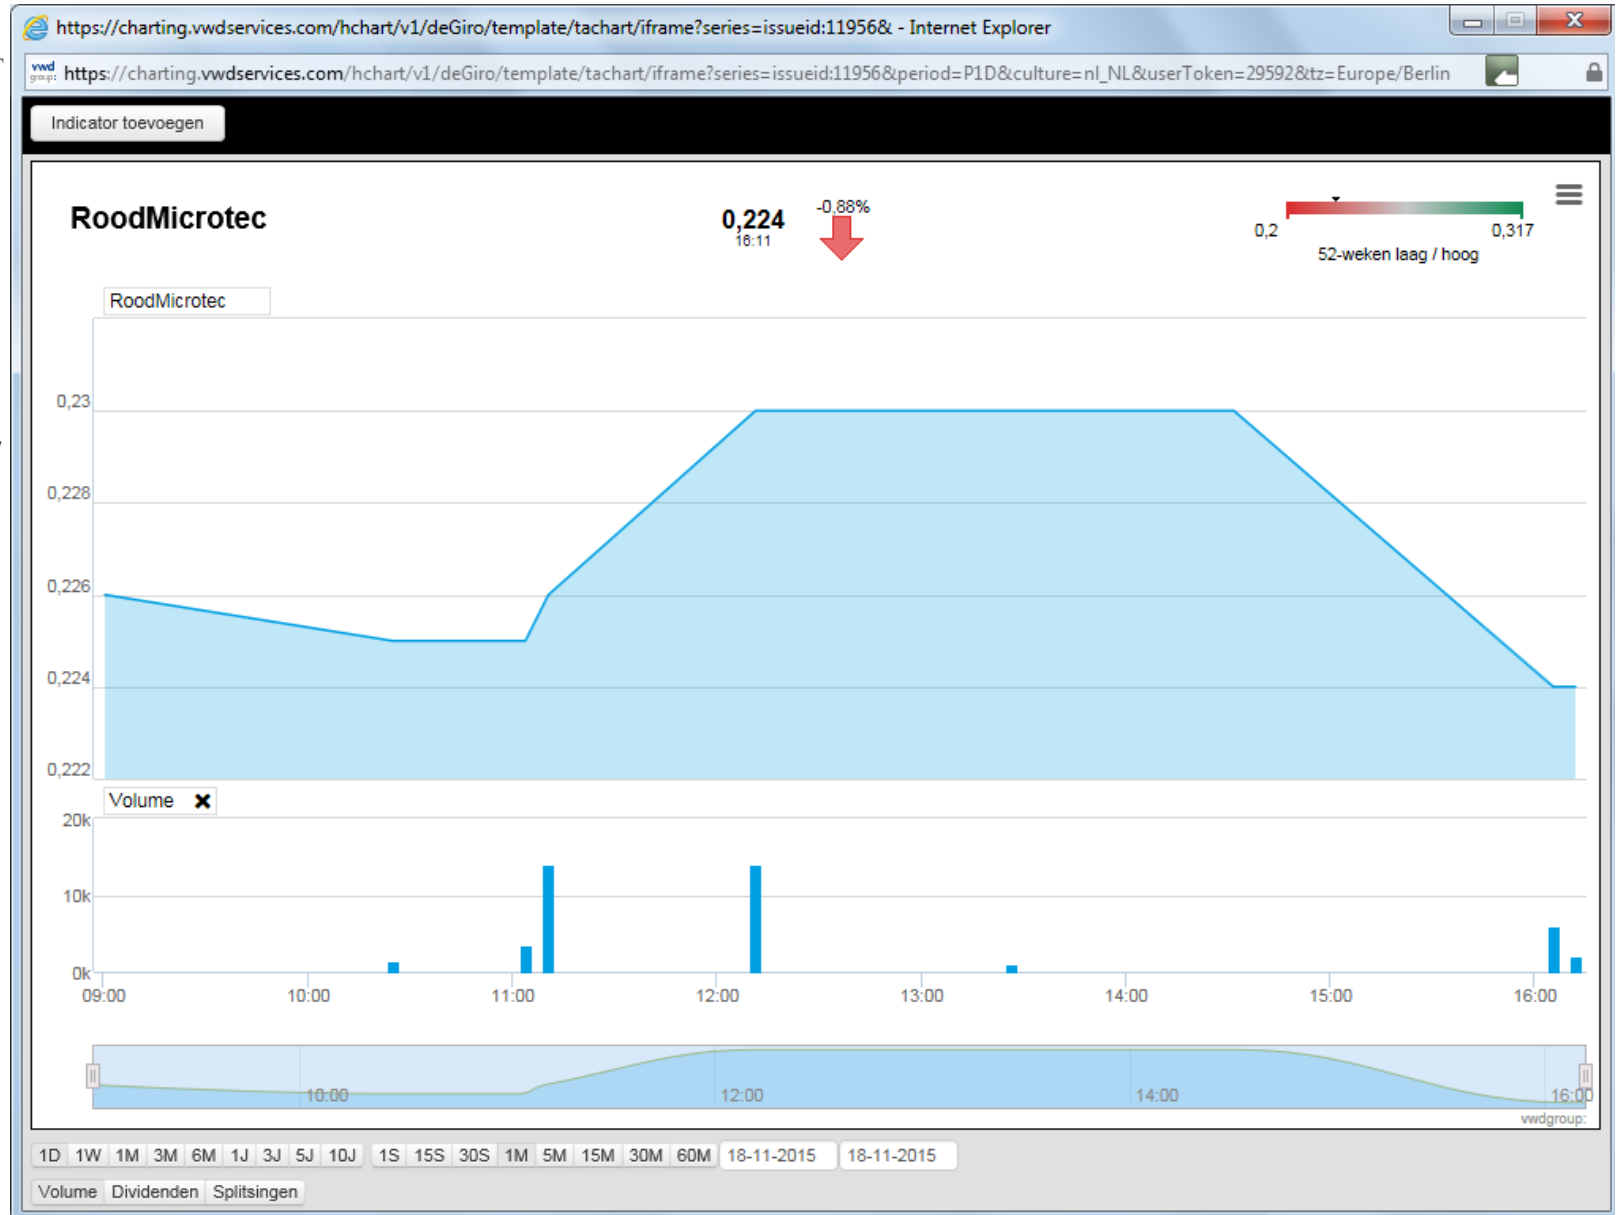 https://charting.vwdservices.com/hchart/v1/deGiro/template/tachart/iframe?series=issueid:11956& - Internet Explorer
vwd group: https://charting.vwdservices.com/hchart/v1/deGiro/template/tachart/iframe?series=issueid:11956&period=P1D&culture=nl_NL&userToken=29592&tz=Europe/Berlin
Indicator toevoegen
RoodMicrotec
0,224
16:11
-0,88%
0,2 0,317
52-weken laag / hoog
RoodMicrotec
0,23
0,228
0,226
0,224
0,222
Volume
20k
10k
0k
09:00 10:00 11:00 12:00 13:00 14:00 15:00 16:00
10:00 12:00 14:00 16:00
vwdgroup:
1D 1W 1M 3M 6M 1J 3J 5J 10J 1S 15S 30S 1M 5M 15M 30M 60M 18-11-2015 18-11-2015
Volume Dividenden Splitsingen